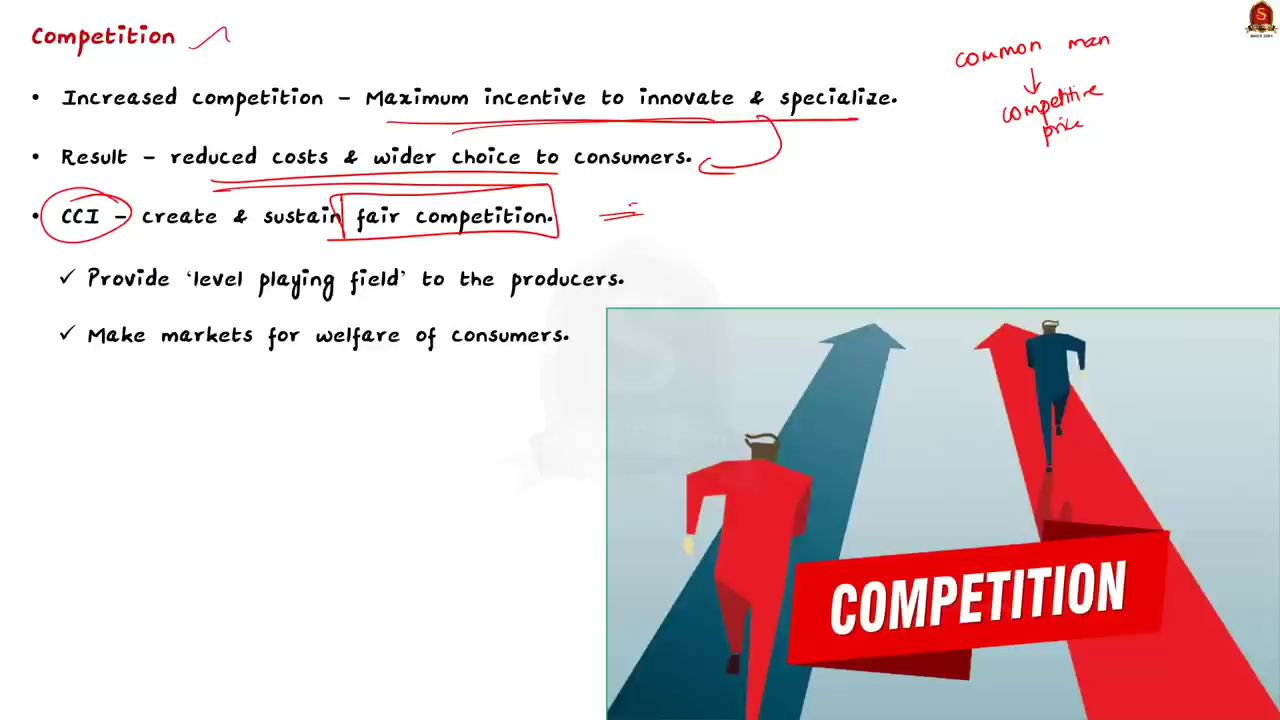 Competition
• Increased competition – Maximum incentive to innovate & specialize.
• Result – reduced costs & wider choice to consumers.
• CCI – create & sustain fair competition.
✓ Provide ‘level playing field’ to the producers.
✓ Make markets for welfare of consumers.
common man
competitive
price
S
SINCE 2004
COMPETITION